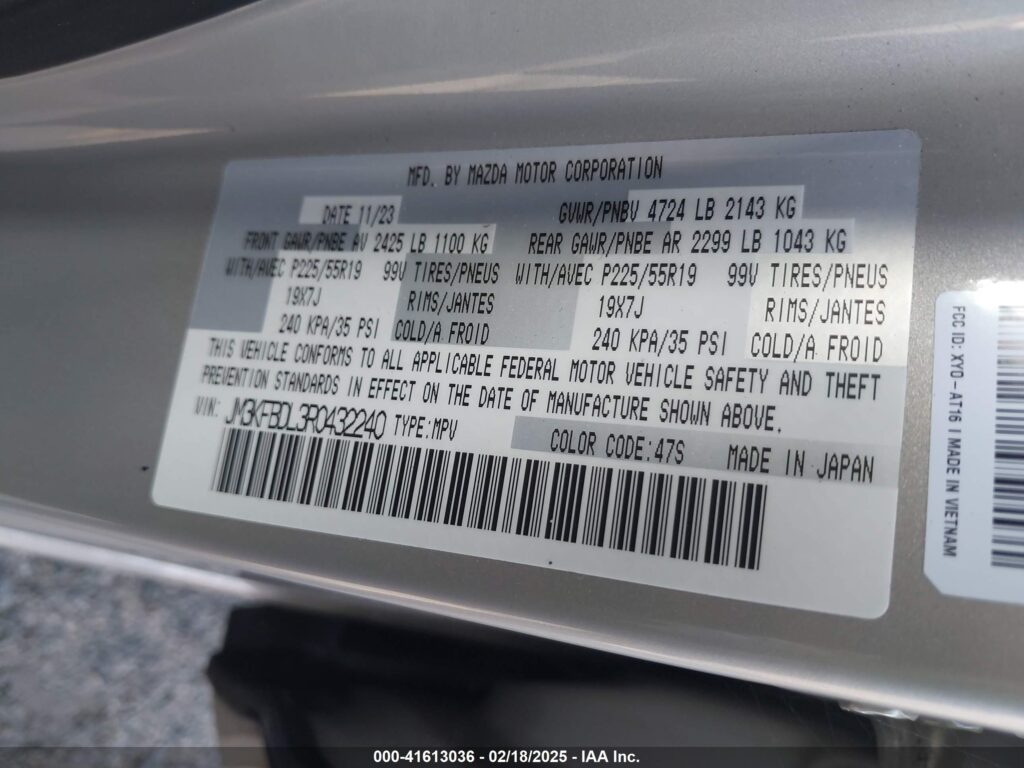 MFD. BY MAZDA MOTOR CORPORATION
DATE 11/23 GVWR/PNBV 4724 LB 2143 KG
FRONT GAWR/PNBE AV 2425 LB 1100 KG REAR GAWR/PNBE AR 2299 LB 1043 KG
WITH/AVEC P225/55R19 99V TIRES/PNEUS WITH/AVEC P225/55R19 99V TIRES/PNEUS
19X7J RIMS/JANTES 19X7J RIMS/JANTES
240 KPA/35 PSI COLD/A FROID 240 KPA/35 PSI COLD/A FROID
THIS VEHICLE CONFORMS TO ALL APPLICABLE FEDERAL MOTOR VEHICLE SAFETY AND THEFT
PREVENTION STANDARDS IN EFFECT ON THE DATE OF MANUFACTURE SHOWN ABOVE.
VIN: JM3KFBDL3R0432240 TYPE:MPV COLOR CODE:47S MADE IN JAPAN
FCC ID: XYO-AT16 | MADE IN VIETNAM
000-41613036 - 02/18/2025 - IAA Inc.